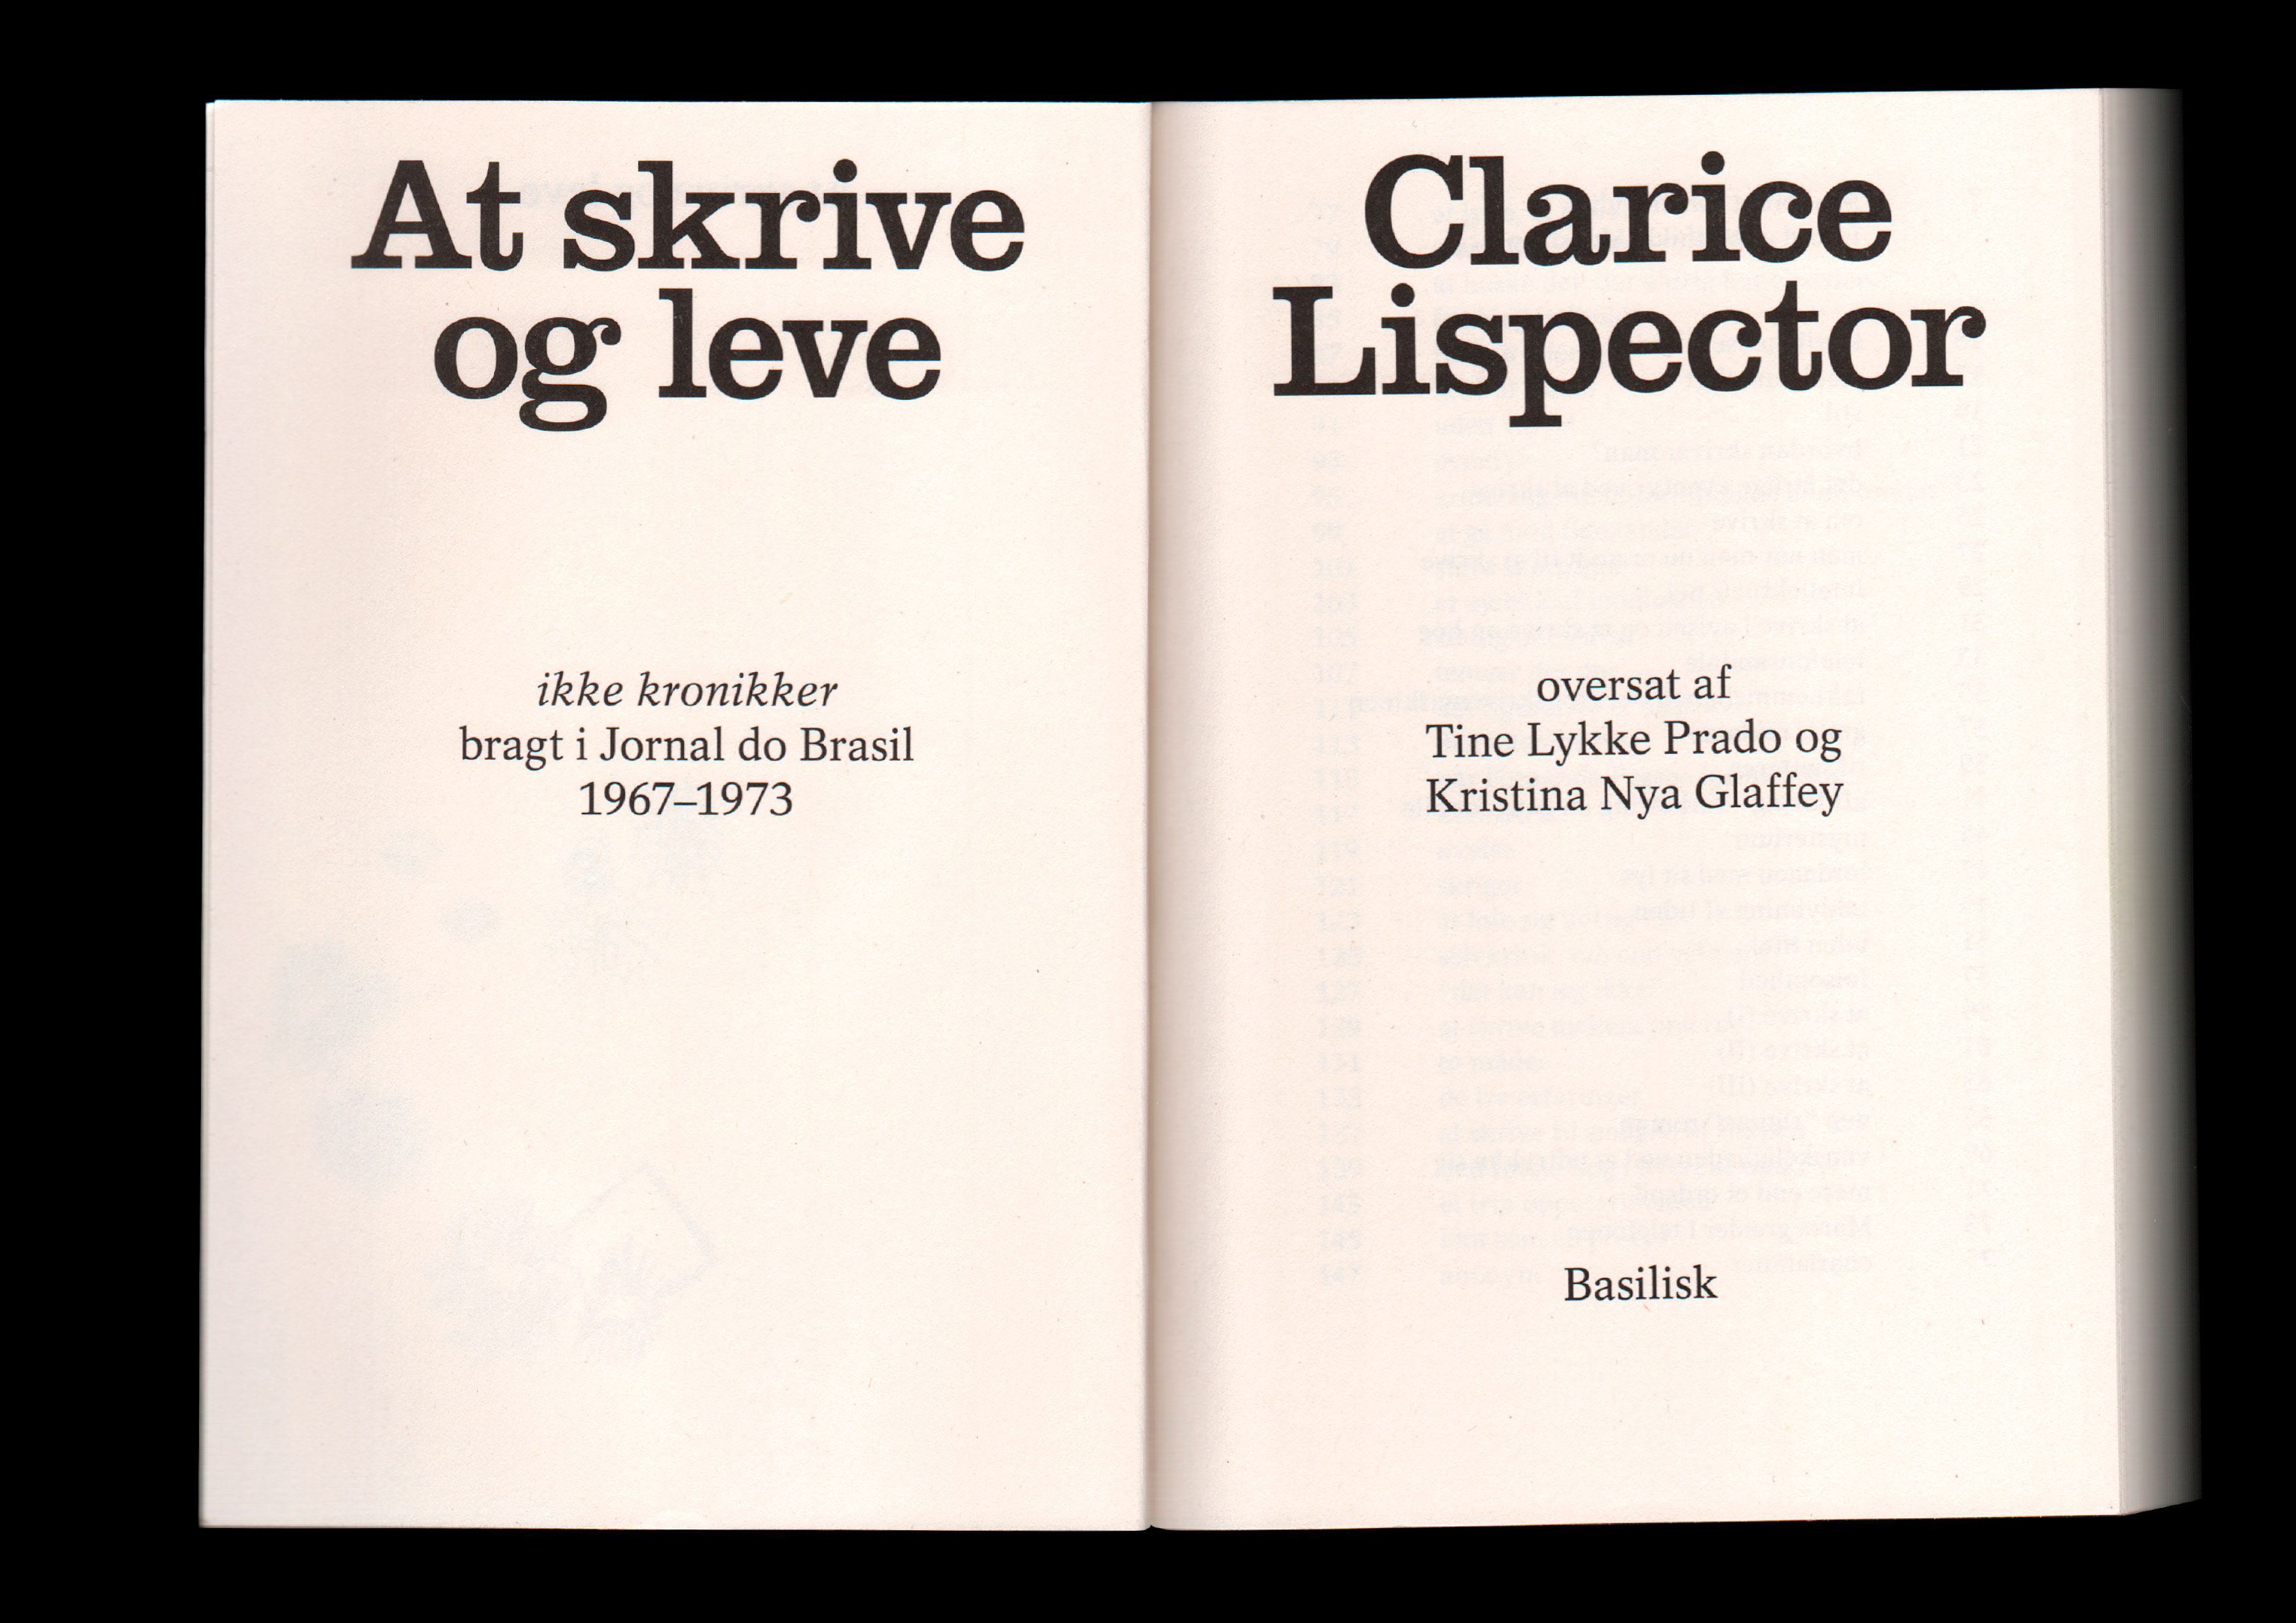 At skrive
og leve
ikke kronikker
bragt i Jornal do Brasil
1967–1973
Clarice
Lispector
oversat af
Tine Lykke Prado og
Kristina Nya Glaffey
Basilisk